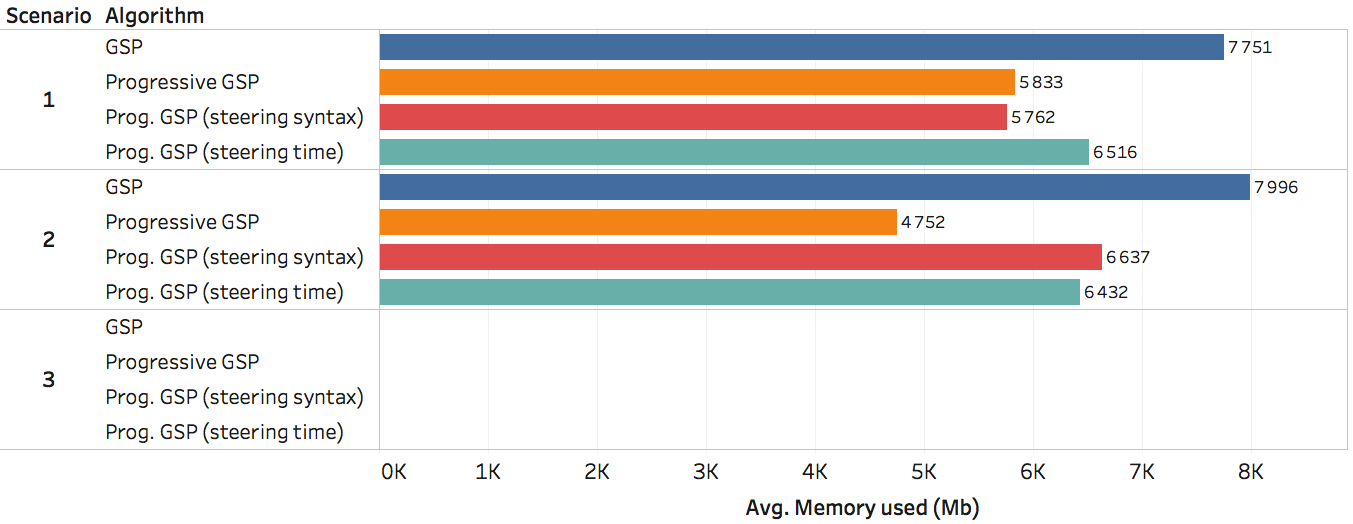 Scenario Algorithm
1
GSP 7 751
Progressive GSP 5 833
Prog. GSP (steering syntax) 5 762
Prog. GSP (steering time) 6 516
2
GSP 7 996
Progressive GSP 4 752
Prog. GSP (steering syntax) 6 637
Prog. GSP (steering time) 6 432
3
GSP
Progressive GSP
Prog. GSP (steering syntax)
Prog. GSP (steering time)
0K 1K 2K 3K 4K 5K 6K 7K 8K
Avg. Memory used (Mb)